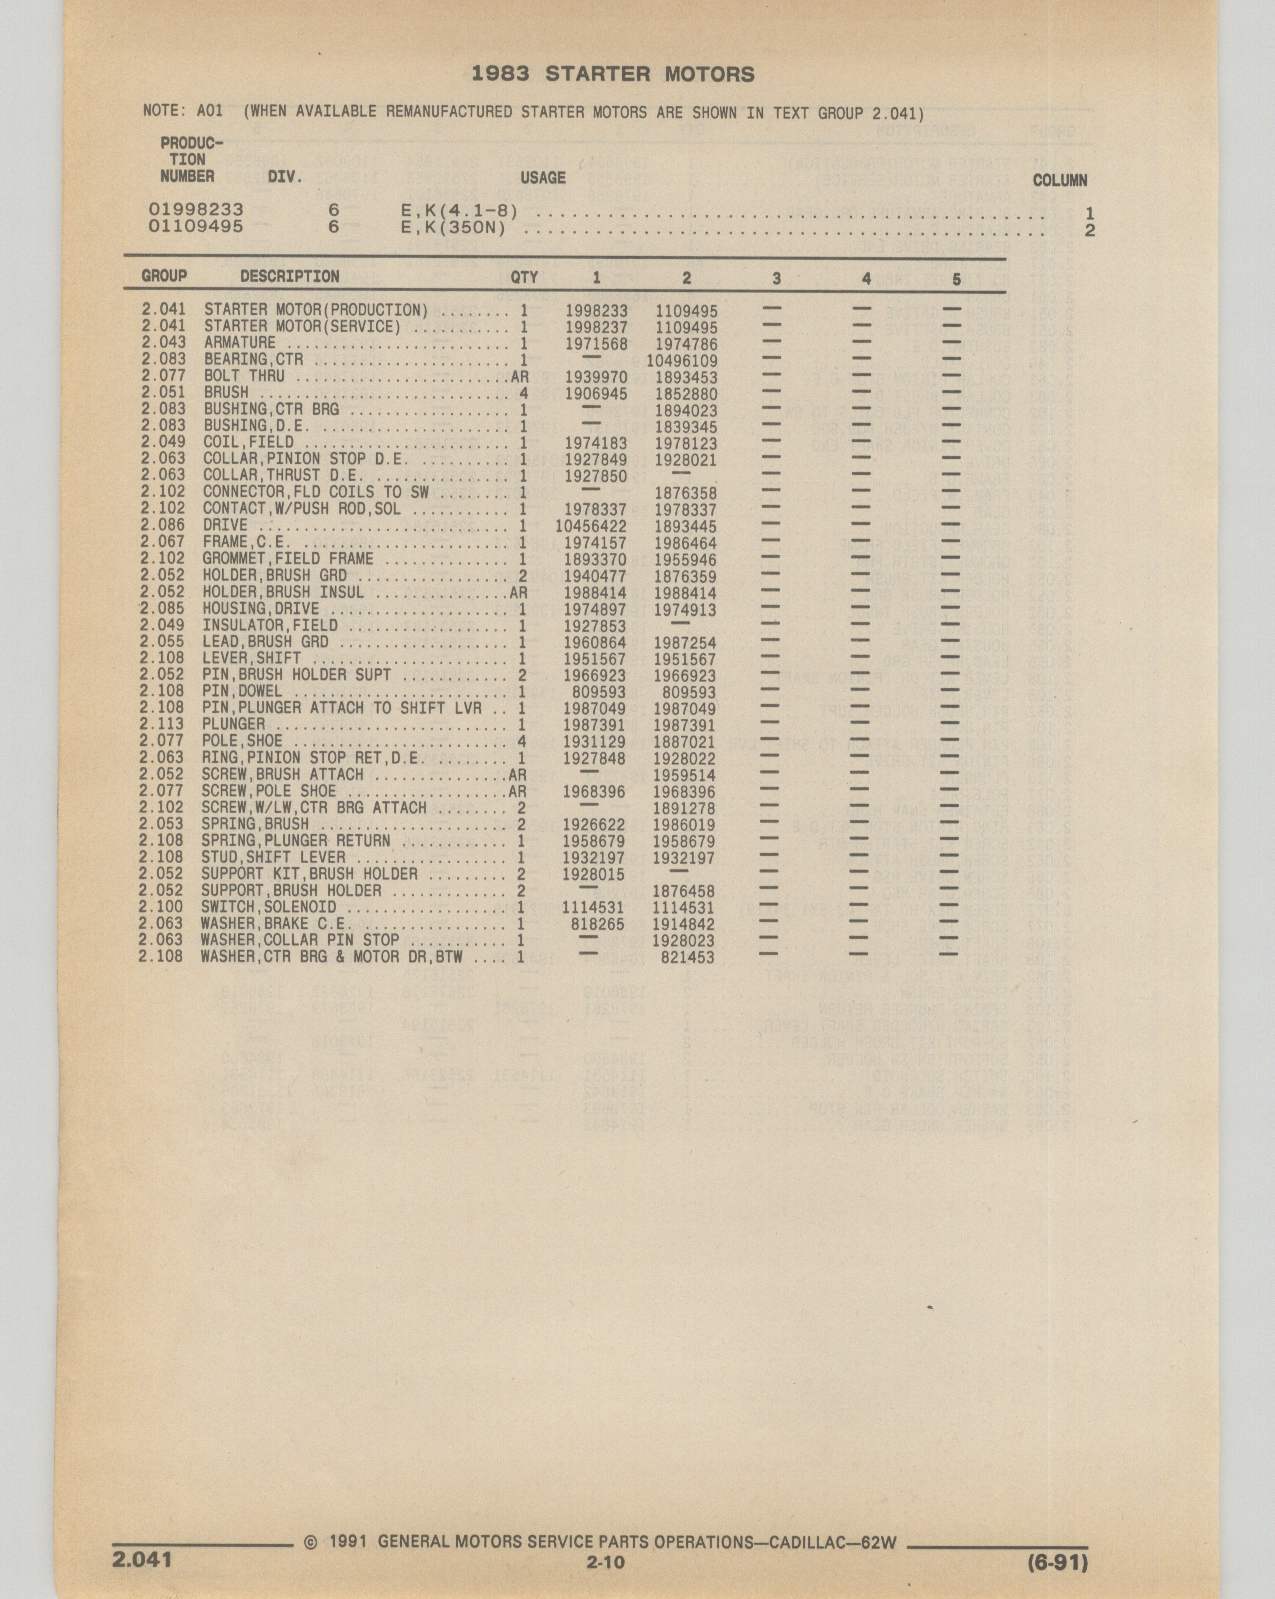 1983 STARTER MOTORS
NOTE: A01 (WHEN AVAILABLE REMANUFACTURED STARTER MOTORS ARE SHOWN IN TEXT GROUP 2.041)
PRODUC-
TION
NUMBER DIV. USAGE COLUMN
01998233 6 E,K(4.1-8) .......... 1
01109495 6 E,K(350N) .......... 2
GROUP DESCRIPTION QTY 1 2 3 4 5
2.041 STARTER MOTOR(PRODUCTION) ........ 1 1998233 1109495 — — —
2.041 STARTER MOTOR(SERVICE) ........... 1 1998237 1109495 — — —
2.043 ARMATURE ......................... 1 1971568 1974786 — — —
2.083 BEARING,CTR ...................... 1 — 10496109 — — —
2.077 BOLT THRU ........................AR 1939970 1893453 — — —
2.051 BRUSH ............................ 4 1906945 1852880 — — —
2.083 BUSHING,CTR BRG .................. 1 — 1894023 — — —
2.083 BUSHING,D.E. ..................... 1 — 1839345 — — —
2.049 COIL,FIELD ....................... 1 1974183 1978123 — — —
2.063 COLLAR,PINION STOP D.E. .......... 1 1927849 1928021 — — —
2.063 COLLAR,THRUST D.E. ............... 1 1927850 — — — —
2.102 CONNECTOR,FLD COILS TO SW ........ 1 — 1876358 — — —
2.102 CONTACT,W/PUSH ROD,SOL ........... 1 1978337 1978337 — — —
2.086 DRIVE ............................ 1 10456422 1893445 — — —
2.067 FRAME,C.E. ....................... 1 1974157 1986464 — — —
2.102 GROMMET,FIELD FRAME .............. 1 1893370 1955946 — — —
2.052 HOLDER,BRUSH GRD ................. 2 1940477 1876359 — — —
2.052 HOLDER,BRUSH INSUL ...............AR 1988414 1988414 — — —
2.085 HOUSING,DRIVE .................... 1 1974897 1974913 — — —
2.049 INSULATOR,FIELD .................. 1 1927853 — — — —
2.055 LEAD,BRUSH GRD ................... 1 1960864 1987254 — — —
2.108 LEVER,SHIFT ...................... 1 1951567 1951567 — — —
2.052 PIN,BRUSH HOLDER SUPT ............ 2 1966923 1966923 — — —
2.108 PIN,DOWEL ........................ 1 809593 809593 — — —
2.108 PIN,PLUNGER ATTACH TO SHIFT LVR .. 1 1987049 1987049 — — —
2.113 PLUNGER .......................... 1 1987391 1987391 — — —
2.077 POLE,SHOE ........................ 4 1931129 1887021 — — —
2.063 RING,PINION STOP RET,D.E. ........ 1 1927848 1928022 — — —
2.052 SCREW,BRUSH ATTACH ...............AR — 1959514 — — —
2.077 SCREW,POLE SHOE ..................AR 1968396 1968396 — — —
2.102 SCREW,W/LW,CTR BRG ATTACH ........ 2 — 1891278 — — —
2.053 SPRING,BRUSH ..................... 2 1926622 1986019 — — —
2.108 SPRING,PLUNGER RETURN ............ 1 1958679 1958679 — — —
2.108 STUD,SHIFT LEVER ................. 1 1932197 1932197 — — —
2.052 SUPPORT KIT,BRUSH HOLDER ......... 2 1928015 — — — —
2.052 SUPPORT,BRUSH HOLDER ............. 2 — 1876458 — — —
2.100 SWITCH,SOLENOID .................. 1 1114531 1114531 — — —
2.063 WASHER,BRAKE C.E. ................ 1 818265 1914842 — — —
2.063 WASHER,COLLAR PIN STOP ........... 1 — 1928023 — — —
2.108 WASHER,CTR BRG & MOTOR DR,BTW .... 1 — 821453 — — —
© 1991 GENERAL MOTORS SERVICE PARTS OPERATIONS—CADILLAC—62W
2.041 2-10 (6-91)